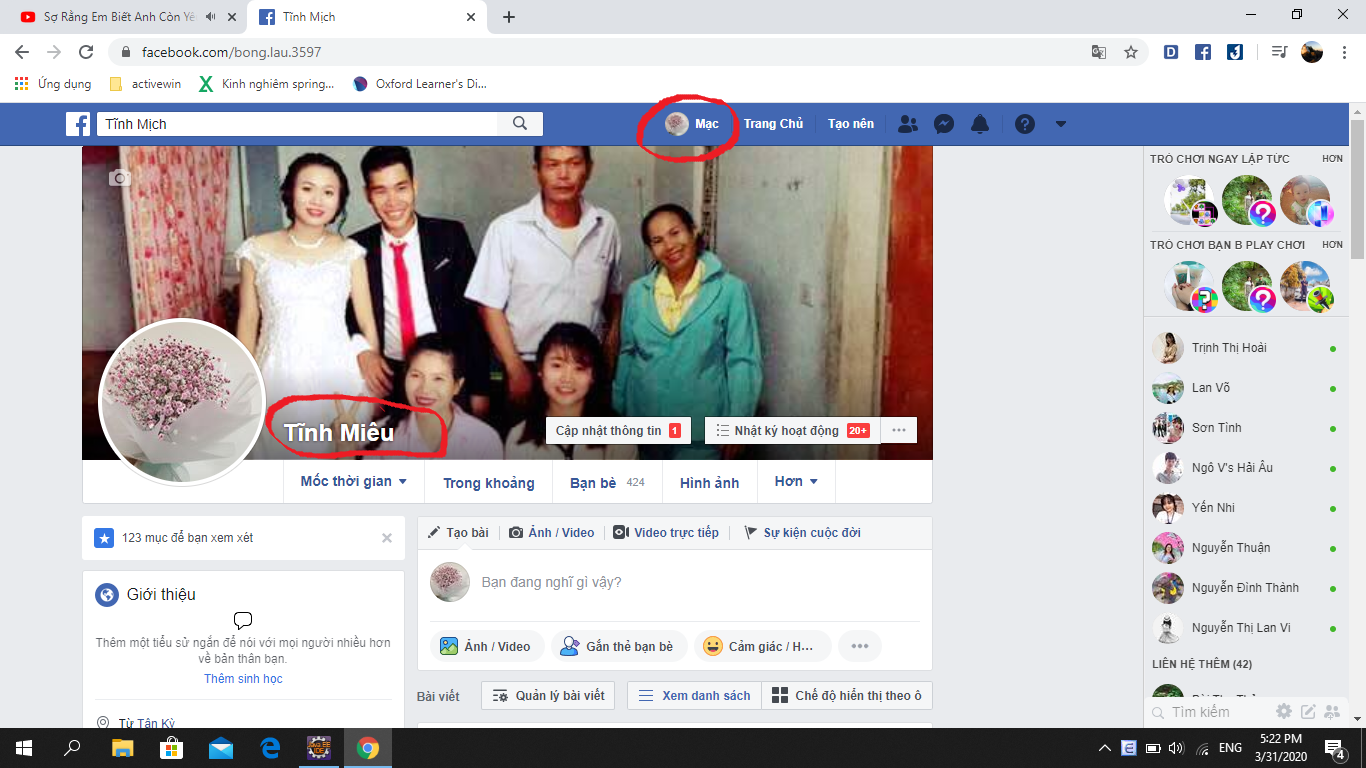 Sợ Rằng Em Biết Anh Còn Yê
Tĩnh Mịch
facebook.com/bong.lau.3597
Ứng dụng
activewin
Kinh nghiêm spring...
Oxford Learner's Di...
Tĩnh Mịch
Mạc
Trang Chủ
Tạo nên
Tĩnh Miêu
Cập nhật thông tin 1
Nhật ký hoạt động 20+
Mốc thời gian
Trong khoảng
Bạn bè 424
Hình ảnh
Hơn
123 mục để bạn xem xét
Giới thiệu
Thêm một tiểu sử ngắn để nói với mọi người nhiều hơn
về bản thân bạn.
Thêm sinh học
Từ Tân Kỳ
Tạo bài
Ảnh / Video
Video trực tiếp
Sự kiện cuộc đời
Bạn đang nghĩ gì vậy?
Ảnh / Video
Gắn thẻ bạn bè
Cảm giác / H...
Bài viết
Quản lý bài viết
Xem danh sách
Chế độ hiển thị theo ô
TRÒ CHƠI NGAY LẬP TỨC
HƠN
TRÒ CHƠI BẠN B PLAY CHƠI
HƠN
Trịnh Thị Hoài
Lan Võ
Sơn Tình
Ngô V's Hải Âu
Yến Nhi
Nguyễn Thuận
Nguyễn Đình Thành
Nguyễn Thị Lan Vi
LIÊN HỆ THÊM (42)
Tìm kiếm
ENG
5:22 PM
3/31/2020
4